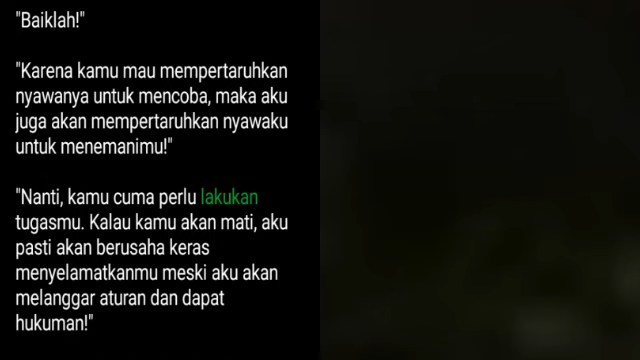 "Baiklah!"
"Karena kamu mau mempertaruhkan
nyawanya untuk mencoba, maka aku
juga akan mempertaruhkan nyawaku
untuk menemanimu!"
"Nanti, kamu cuma perlu lakukan
tugasmu. Kalau kamu akan mati, aku
pasti akan berusaha keras
menyelamatkanmu meski aku akan
melanggar aturan dan dapat
hukuman!"